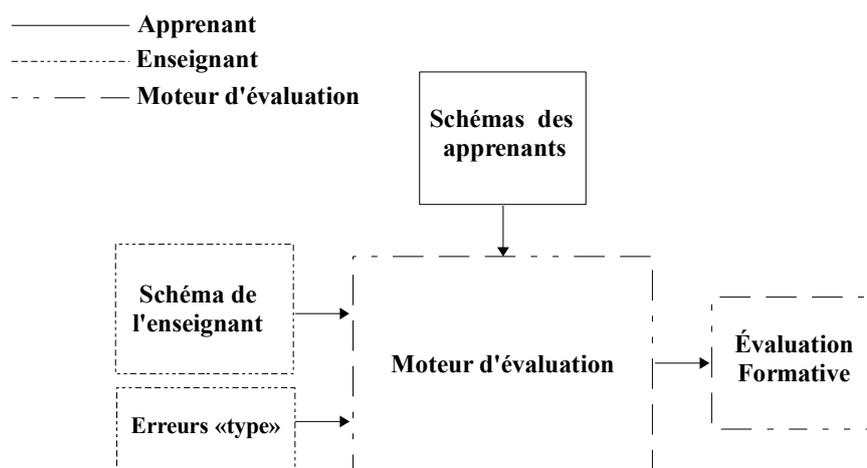 Apprenant
Enseignant
Moteur d'évaluation
Schémas des
apprenants
Schéma de
l'enseignant
Moteur d'évaluation
Évaluation
Formative
Erreurs «type»